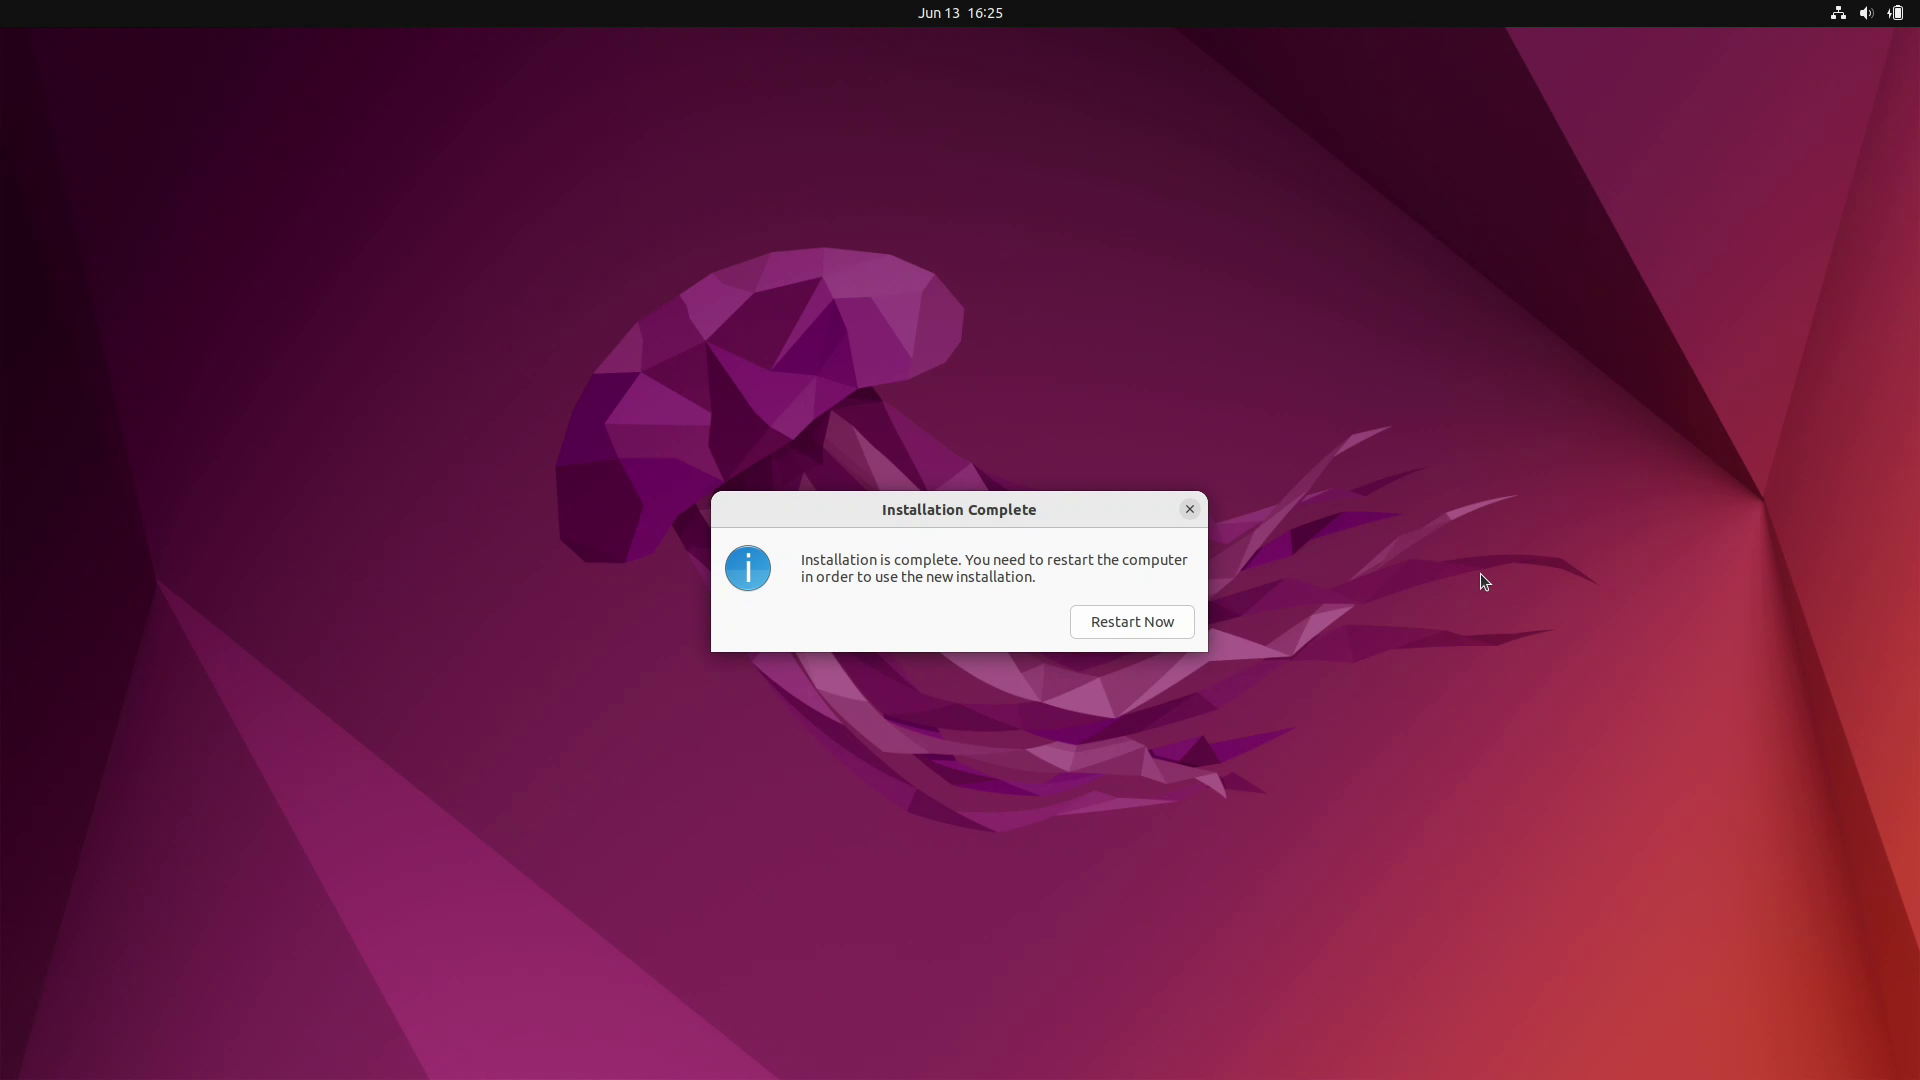 Jun 13 16:25
Installation Complete
Installation is complete. You need to restart the computer
in order to use the new installation.
Restart Now